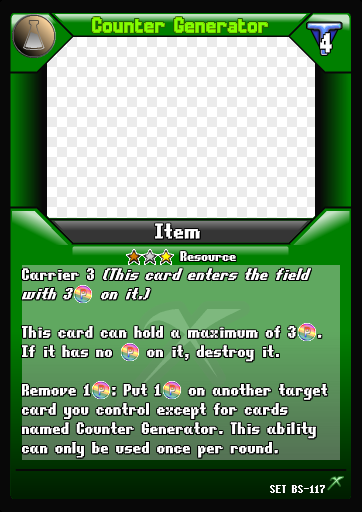 Counter Generator
4
Item
Resource
Carrier 3 (This card enters the field
with 3 P on it.)
This card can hold a maximum of 3 P.
If it has no P on it, destroy it.
Remove 1 P: Put 1 P on another target
card you control except for cards
named Counter Generator. This ability
can only be used once per round.
SET BS-117